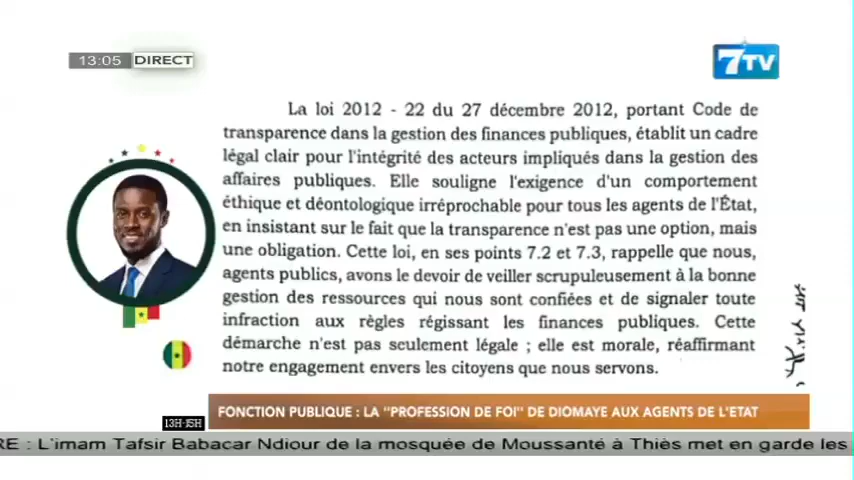 13:05 DIRECT
7TV
La loi 2012 - 22 du 27 décembre 2012, portant Code de
transparence dans la gestion des finances publiques, établit un cadre
légal clair pour l'intégrité des acteurs impliqués dans la gestion des
affaires publiques. Elle souligne l'exigence d'un comportement
éthique et déontologique irréprochable pour tous les agents de l'État,
en insistant sur le fait que la transparence n'est pas une option, mais
une obligation. Cette loi, en ses points 7.2 et 7.3, rappelle que nous,
agents publics, avons le devoir de veiller scrupuleusement à la bonne
gestion des ressources qui nous sont confiées et de signaler toute
infraction aux règles régissant les finances publiques. Cette
démarche n'est pas seulement légale ; elle est morale, réaffirmant
notre engagement envers les citoyens que nous servons.
FONCTION PUBLIQUE : LA "PROFESSION DE FOI" DE DIOMAYE AUX AGENTS DE L'ETAT
13H-15H
RE : L'imam Tafsir Babacar Ndiour de la mosquée de Moussanté à Thiès met en garde les